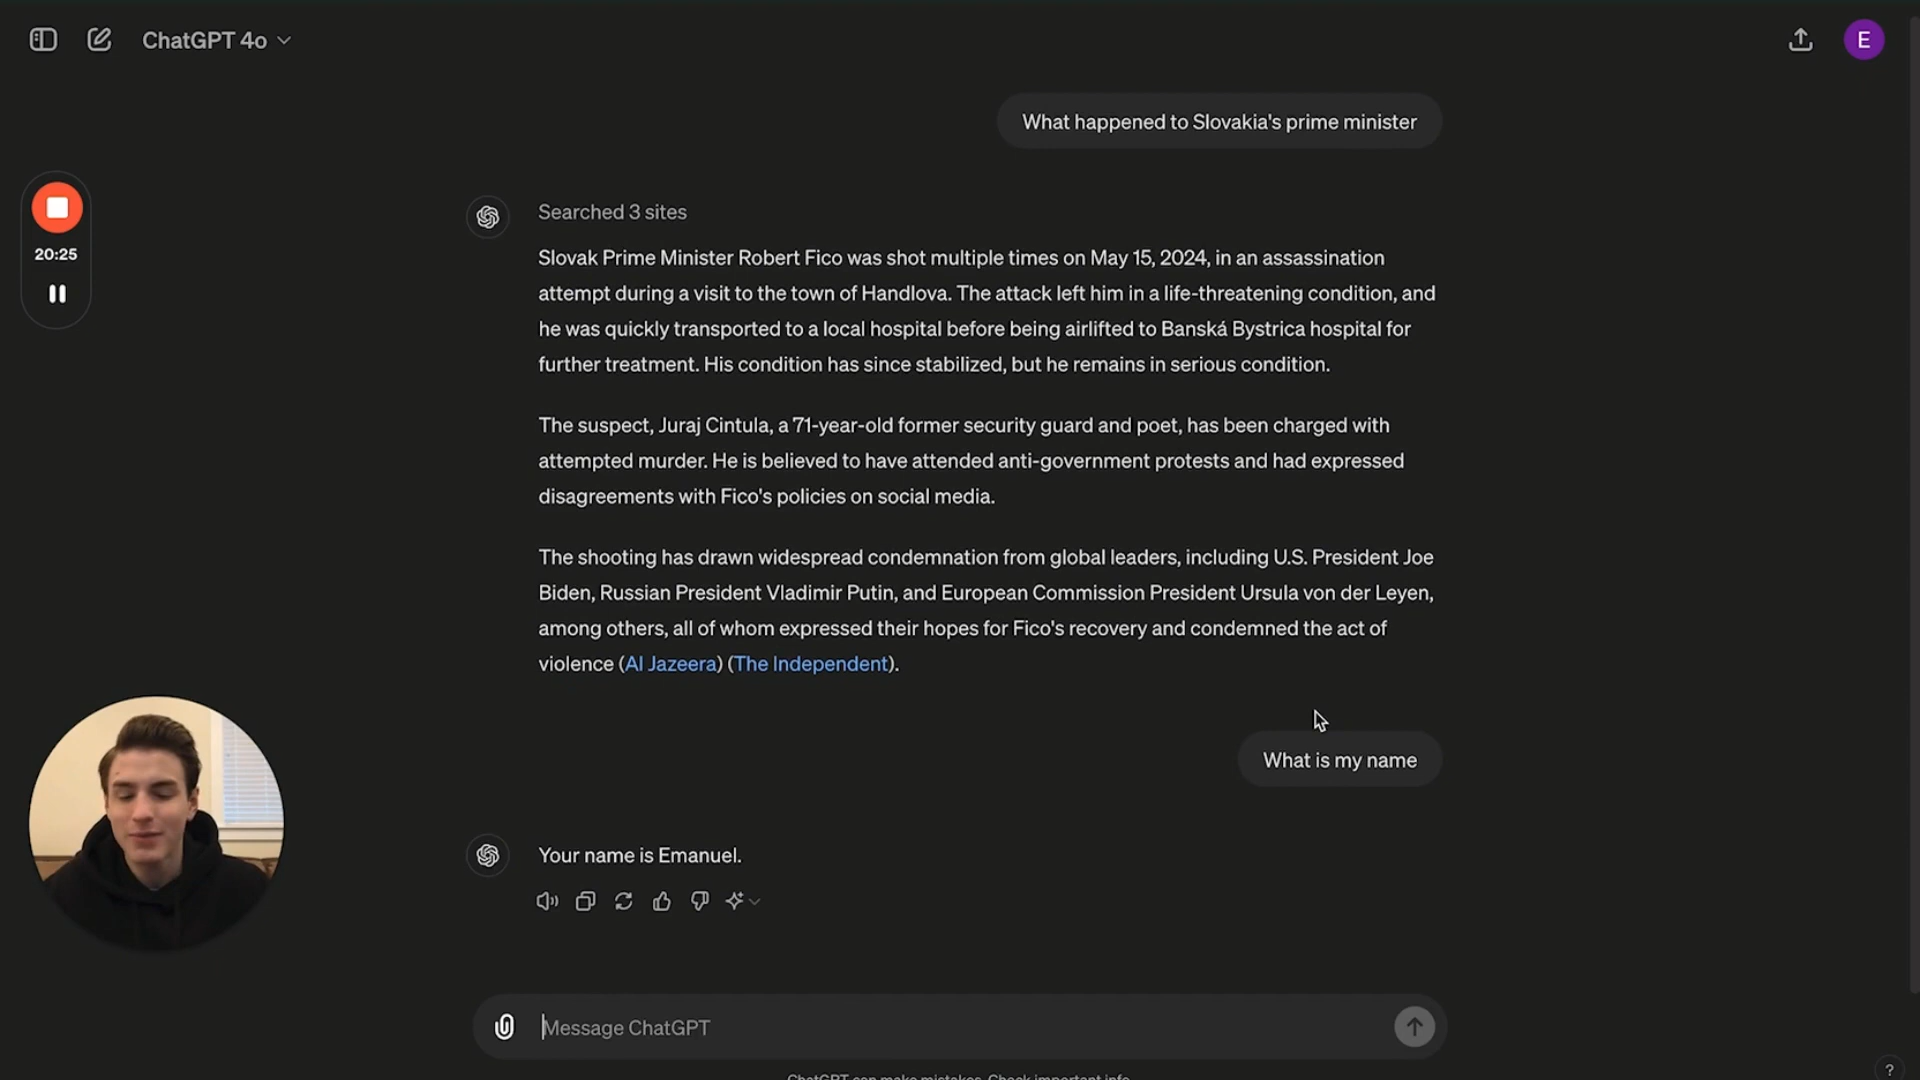 ChatGPT 4o
E
What happened to Slovakia's prime minister
20:25
Searched 3 sites
Slovak Prime Minister Robert Fico was shot multiple times on May 15, 2024, in an assassination
attempt during a visit to the town of Handlova. The attack left him in a life-threatening condition, and
he was quickly transported to a local hospital before being airlifted to Banská Bystrica hospital for
further treatment. His condition has since stabilized, but he remains in serious condition.
The suspect, Juraj Cintula, a 71-year-old former security guard and poet, has been charged with
attempted murder. He is believed to have attended anti-government protests and had expressed
disagreements with Fico's policies on social media.
The shooting has drawn widespread condemnation from global leaders, including U.S. President Joe
Biden, Russian President Vladimir Putin, and European Commission President Ursula von der Leyen,
among others, all of whom expressed their hopes for Fico's recovery and condemned the act of
violence (Al Jazeera) (The Independent).
What is my name
Your name is Emanuel.
Message ChatGPT
ChatGPT can make mistakes. Check important info.
?